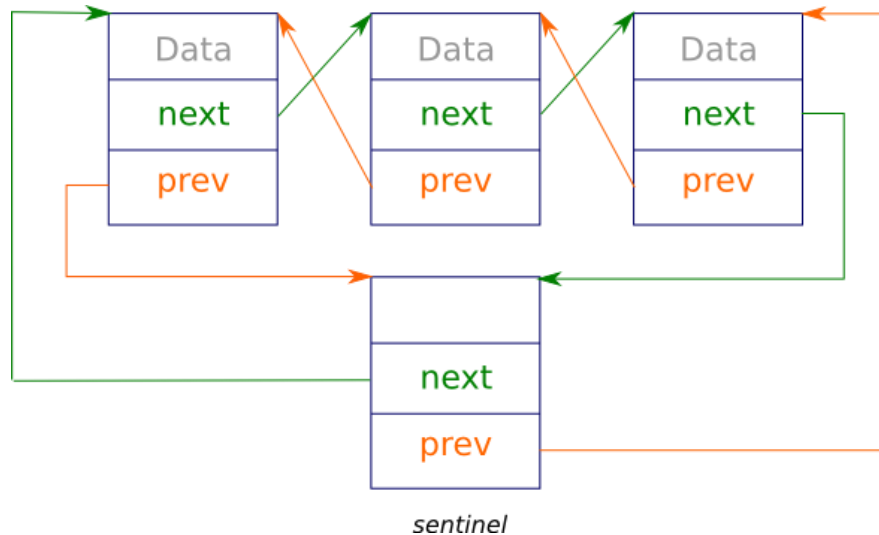 Data Data Data
next next next
prev prev prev
next
prev
sentinel